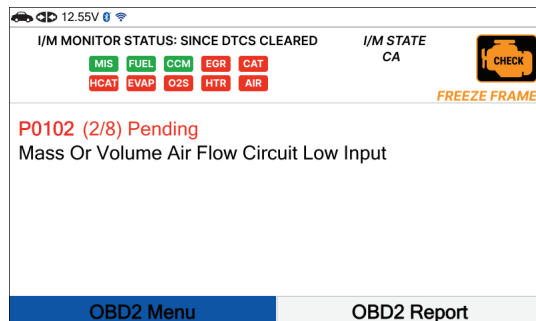 12.55V
I/M MONITOR STATUS: SINCE DTCS CLEARED
I/M STATE
CA
MIS FUEL CCM EGR CAT
HCAT EVAP O2S HTR AIR
CHECK
FREEZE FRAME
P0102 (2/8) Pending
Mass Or Volume Air Flow Circuit Low Input
OBD2 Menu
OBD2 Report